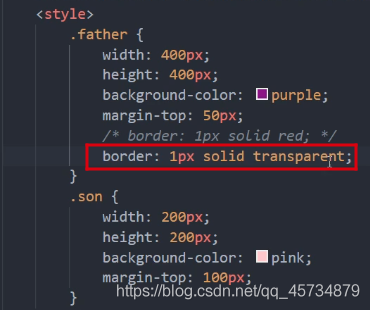 <style>
.father {
width: 400px;
height: 400px;
background-color: purple;
margin-top: 50px;
/* border: 1px solid red; */
border: 1px solid transparent;
}
.son {
width: 200px;
height: 200px;
background-color: pink;
margin-top: 100px;
}
https://blog.csdn.net/qq_45734879